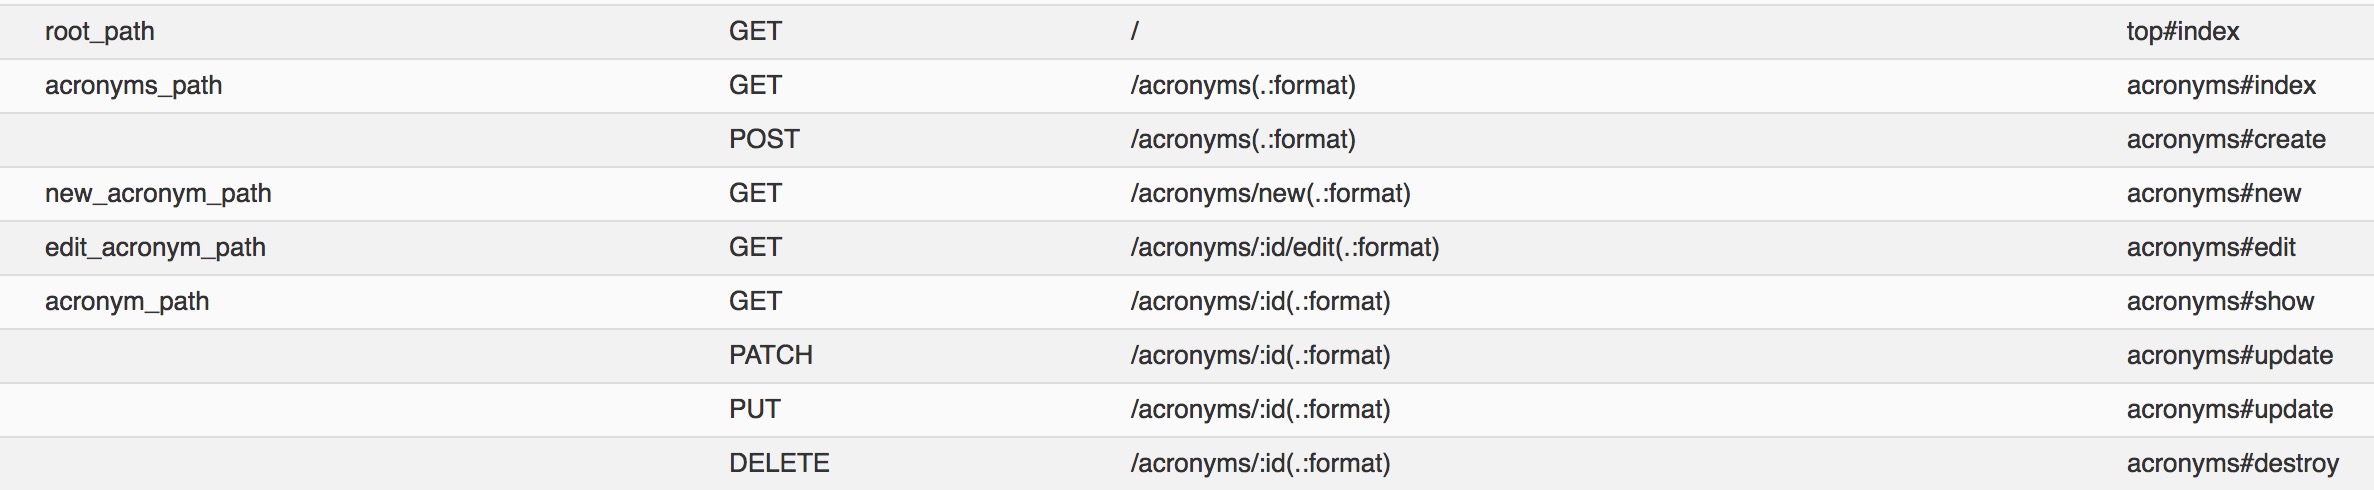 root_path GET / top#index
acronyms_path GET /acronyms(.:format) acronyms#index
POST /acronyms(.:format) acronyms#create
new_acronym_path GET /acronyms/new(.:format) acronyms#new
edit_acronym_path GET /acronyms/:id/edit(.:format) acronyms#edit
acronym_path GET /acronyms/:id(.:format) acronyms#show
PATCH /acronyms/:id(.:format) acronyms#update
PUT /acronyms/:id(.:format) acronyms#update
DELETE /acronyms/:id(.:format) acronyms#destroy